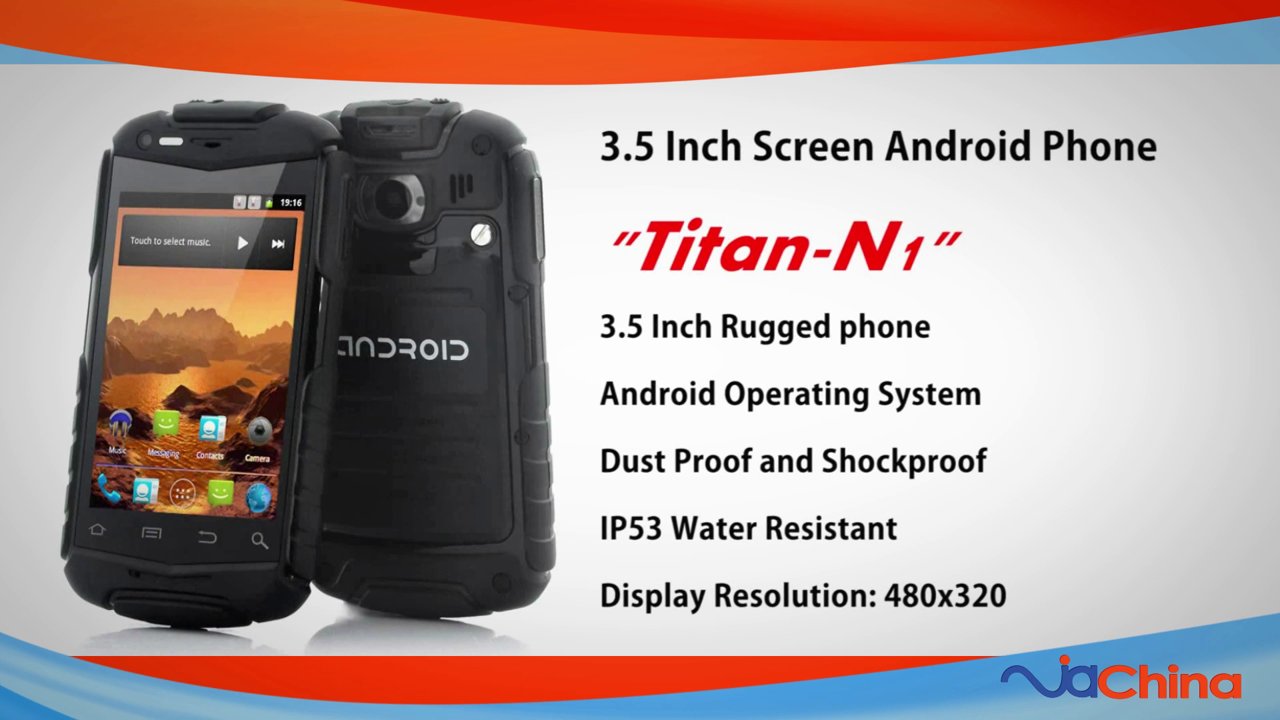 3.5 Inch Screen Android Phone
"Titan-N1"
3.5 Inch Rugged phone
Android Operating System
Dust Proof and Shockproof
IP53 Water Resistant
Display Resolution: 480x320
19:16
Touch to select music.
Music
Messaging
Contacts
Camera
ANDROID
ViaChina